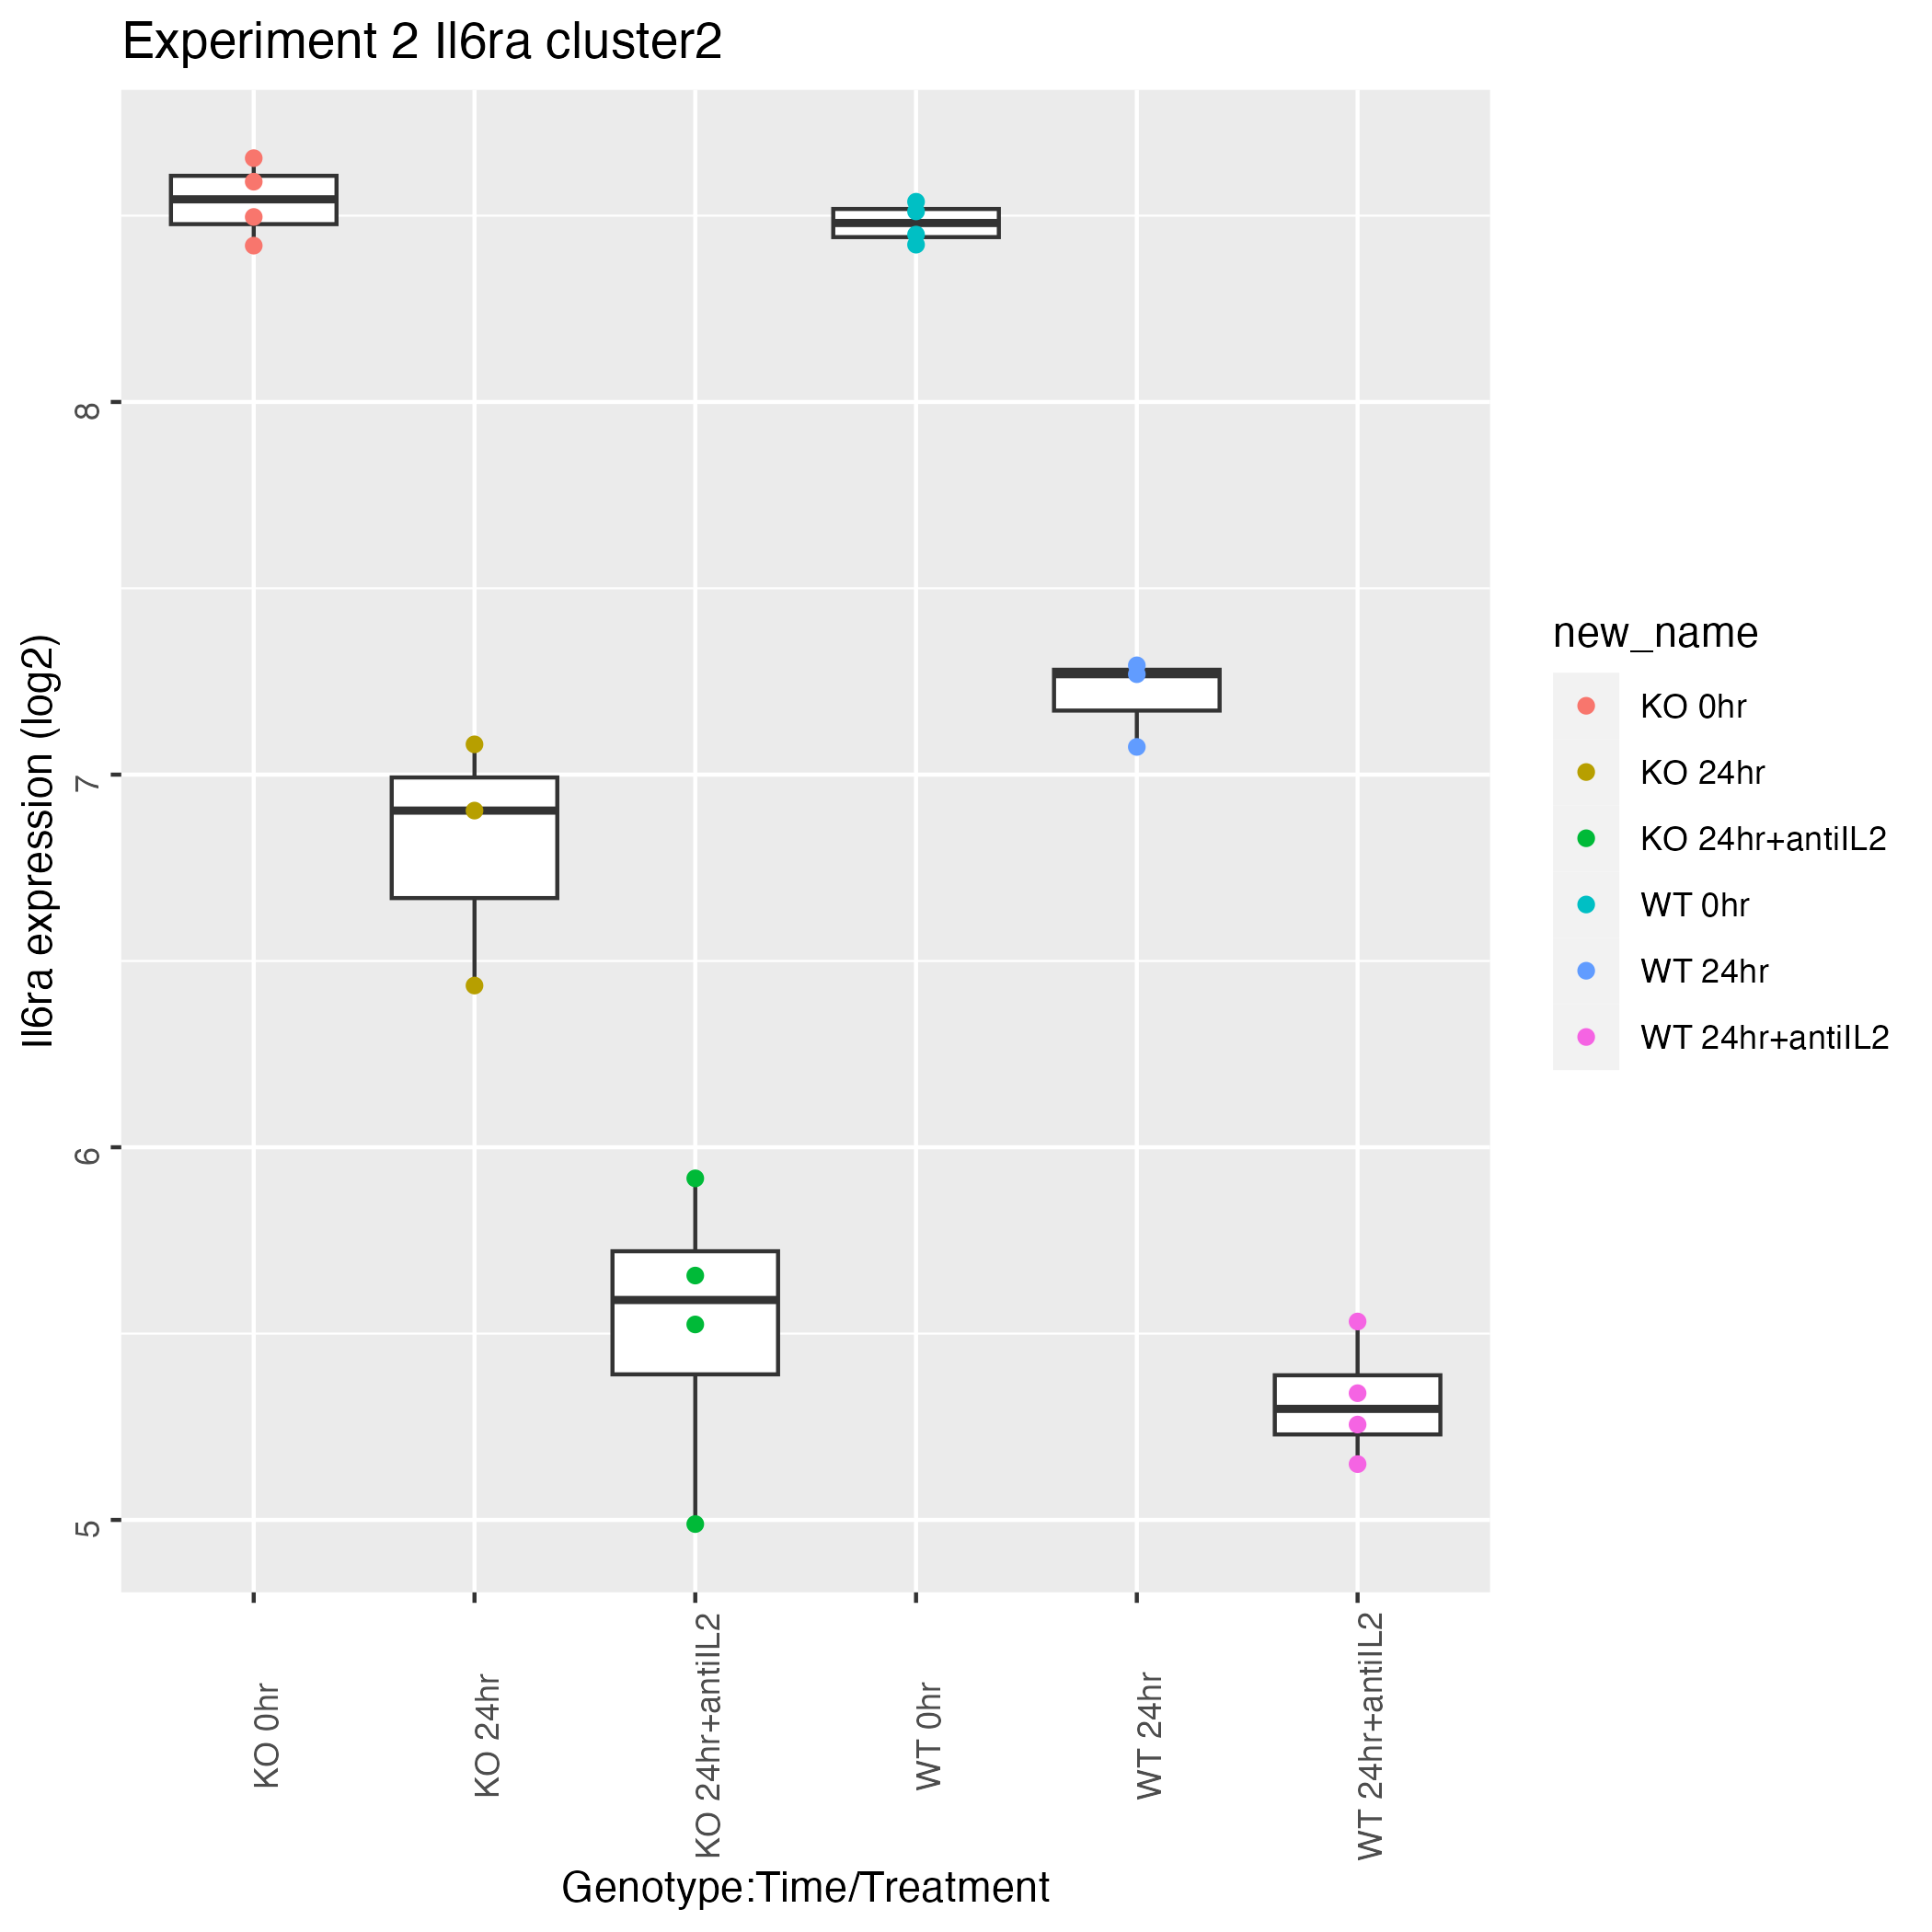 Experiment 2 Il6ra cluster2
Il6ra expression (log2)
8
7
6
5
KO 0hr
KO 24hr
KO 24hr+antiIL2
WT 0hr
WT 24hr
WT 24hr+antiIL2
Genotype:Time/Treatment
new_name
KO 0hr
KO 24hr
KO 24hr+antiIL2
WT 0hr
WT 24hr
WT 24hr+antiIL2